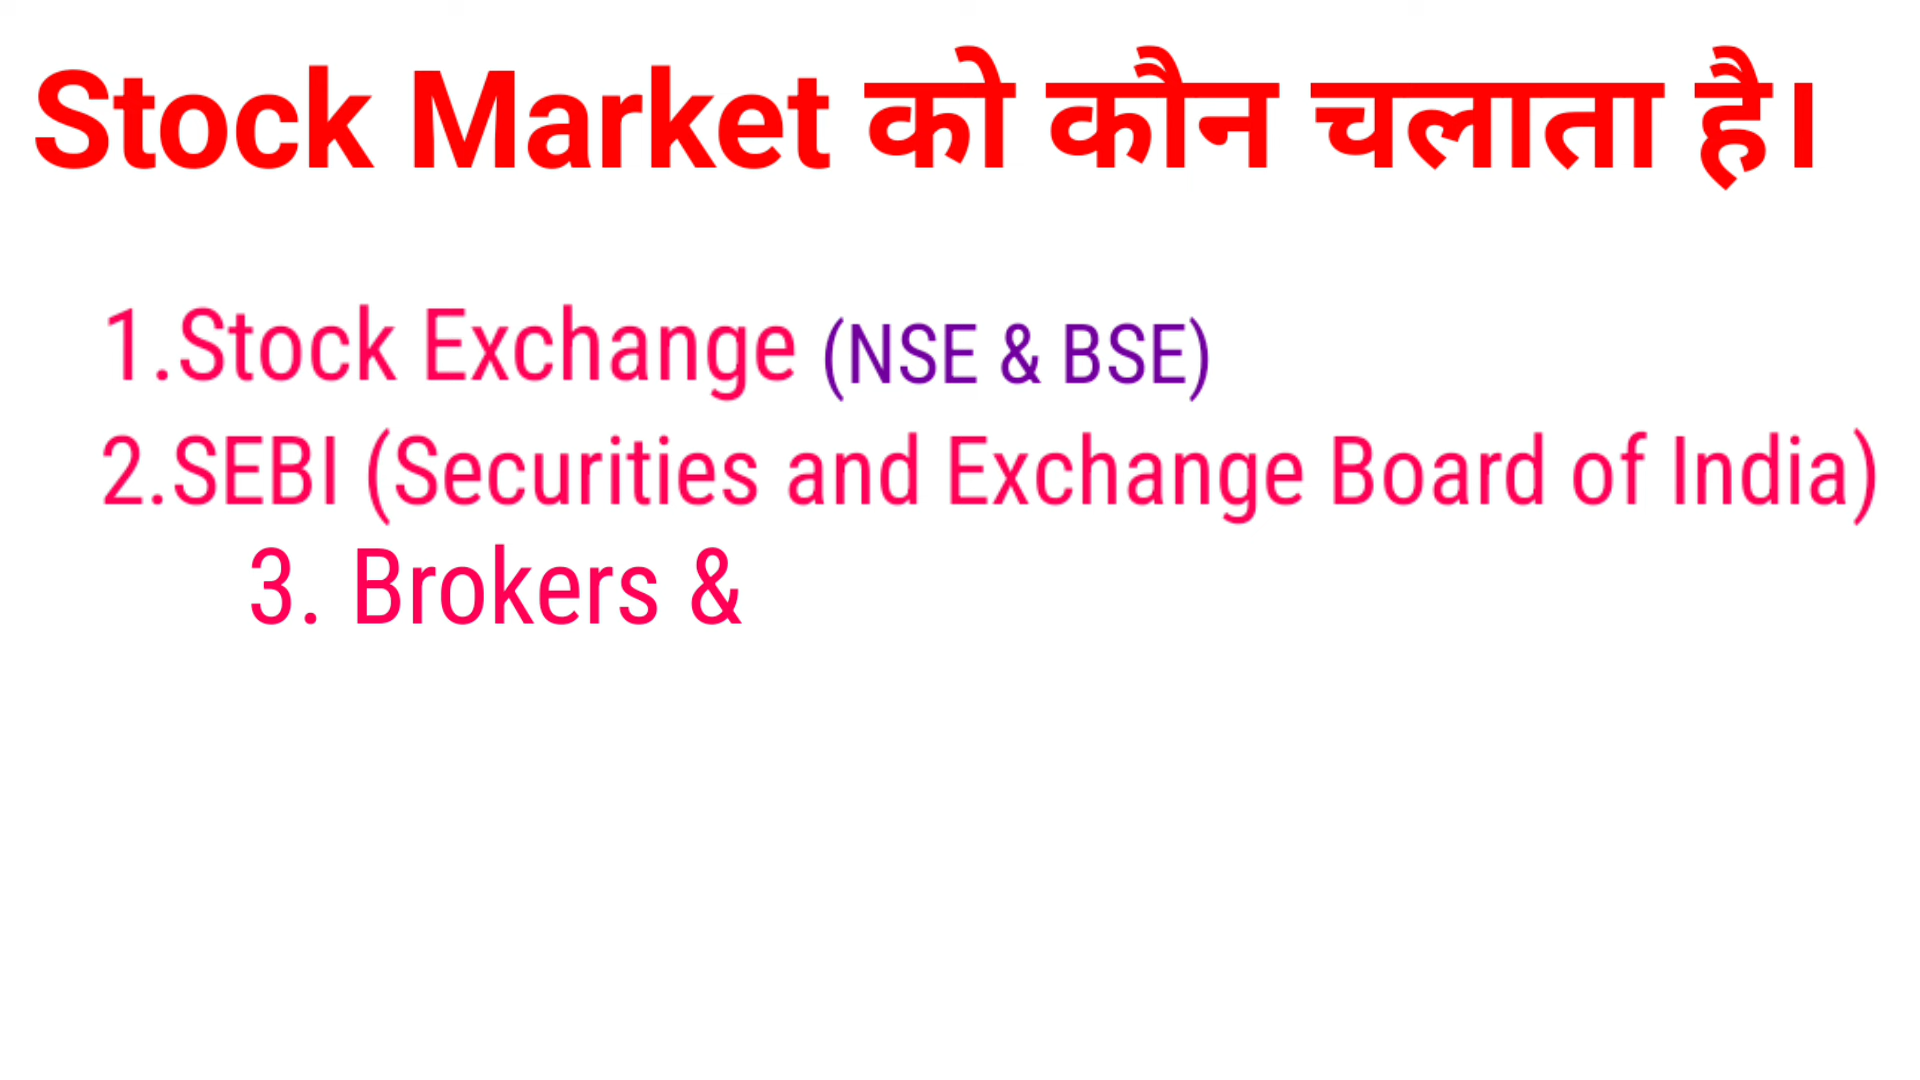 Stock Market को कौन चलाता है।
1.Stock Exchange (NSE & BSE)
2.SEBI (Securities and Exchange Board of India)
3. Brokers &